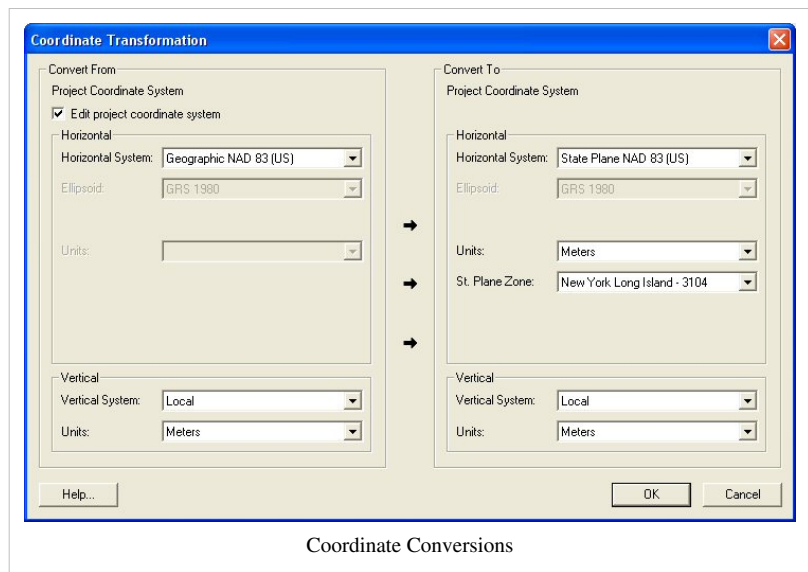 Coordinate Transformation
Convert From
Project Coordinate System
Edit project coordinate system
Horizontal
Horizontal System: Geographic NAD 83 (US)
Ellipsoid: GRS 1980
Units:
Vertical
Vertical System: Local
Units: Meters
Convert To
Project Coordinate System
Horizontal
Horizontal System: State Plane NAD 83 (US)
Ellipsoid: GRS 1980
Units: Meters
St. Plane Zone: New York Long Island - 3104
Vertical
Vertical System: Local
Units: Meters
Help...
OK
Cancel
Coordinate Conversions